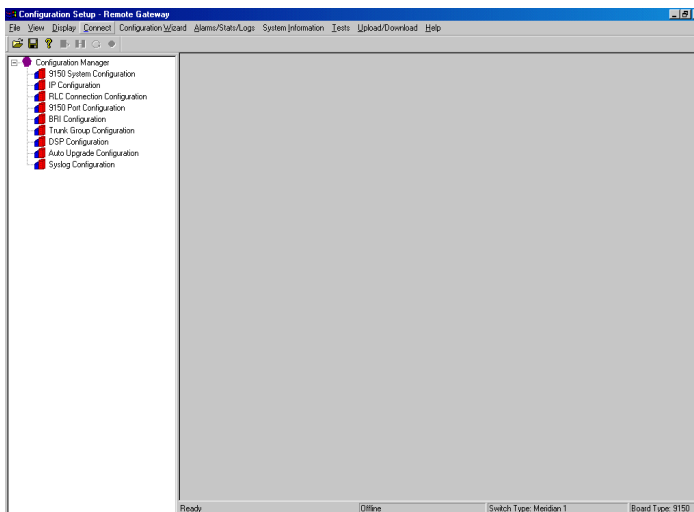 Configuration Setup - Remote Gateway
File View Display Connect Configuration Wizard Alarms/Stats/Logs System Information Tests Upload/Download Help
Configuration Manager
9150 System Configuration
IP Configuration
RLC Connection Configuration
9150 Port Configuration
BRI Configuration
Trunk Group Configuration
DSP Configuration
Auto Upgrade Configuration
Syslog Configuration
Ready Offline Switch Type: Meridian 1 Board Type: 9150